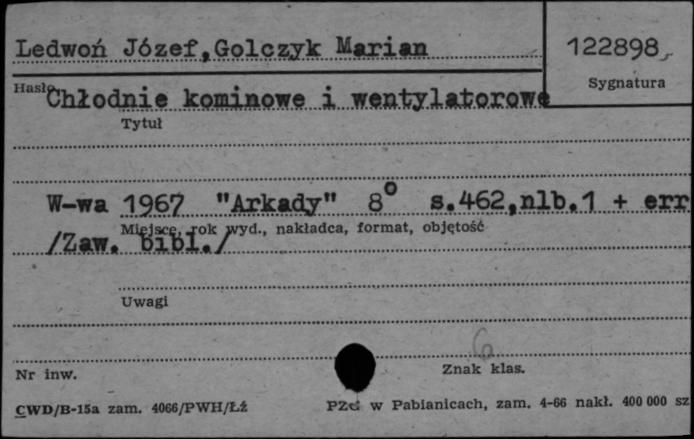 Ledwoń Józef,Golczyk Marian
122898
Sygnatura
Hasło
Chłodnie kominowe i wentylatorowe
Tytuł
W-wa 1967 "Arkady" 8° s.462,nlb.1 + err
Miejsce, rok wyd., nakładca, format, objętość
/Zaw. bibl./
Uwagi
6
Nr inw.
Znak klas.
CWD/B-15a zam. 4066/PWH/Łź
PZG w Pabianicach, zam. 4-66 nakł. 400 000 sz